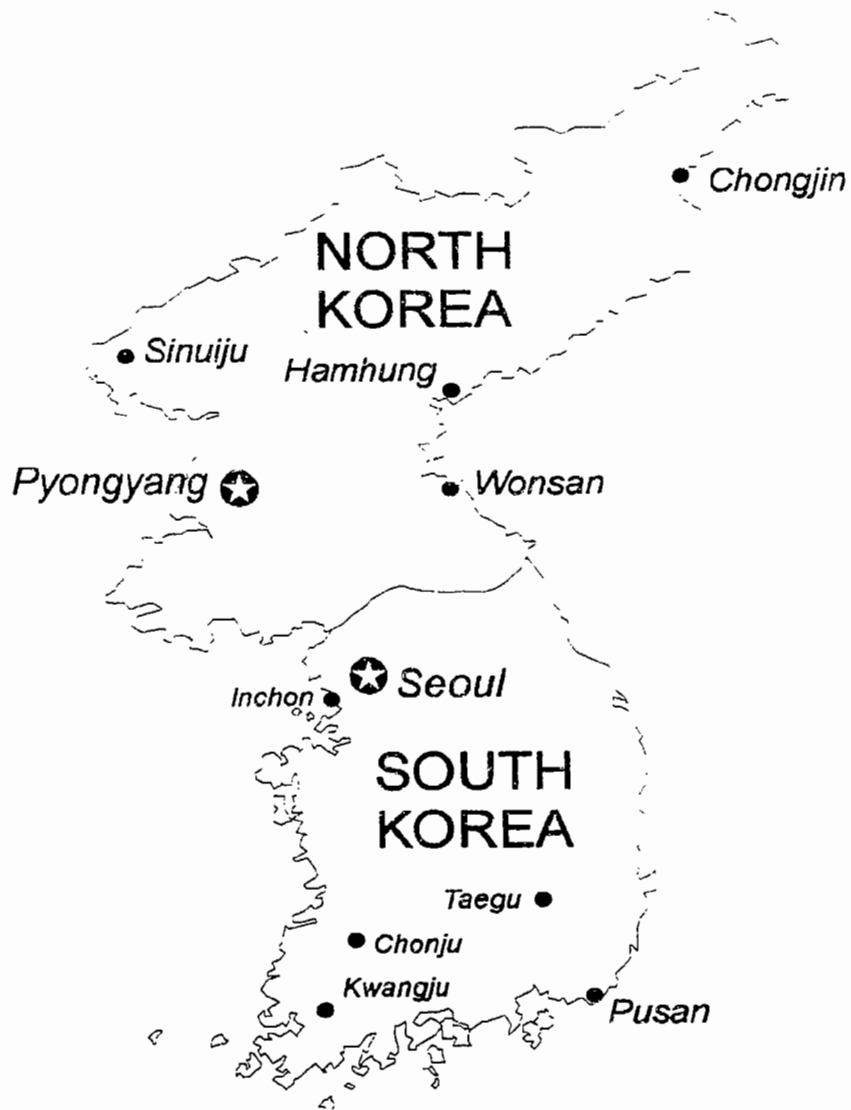 Chongjin
NORTH
KOREA
Sinuiju
Hamhung
Pyongyang
Wonsan
Seoul
Inchon
SOUTH
KOREA
Taegu
Chonju
Kwangju
Pusan